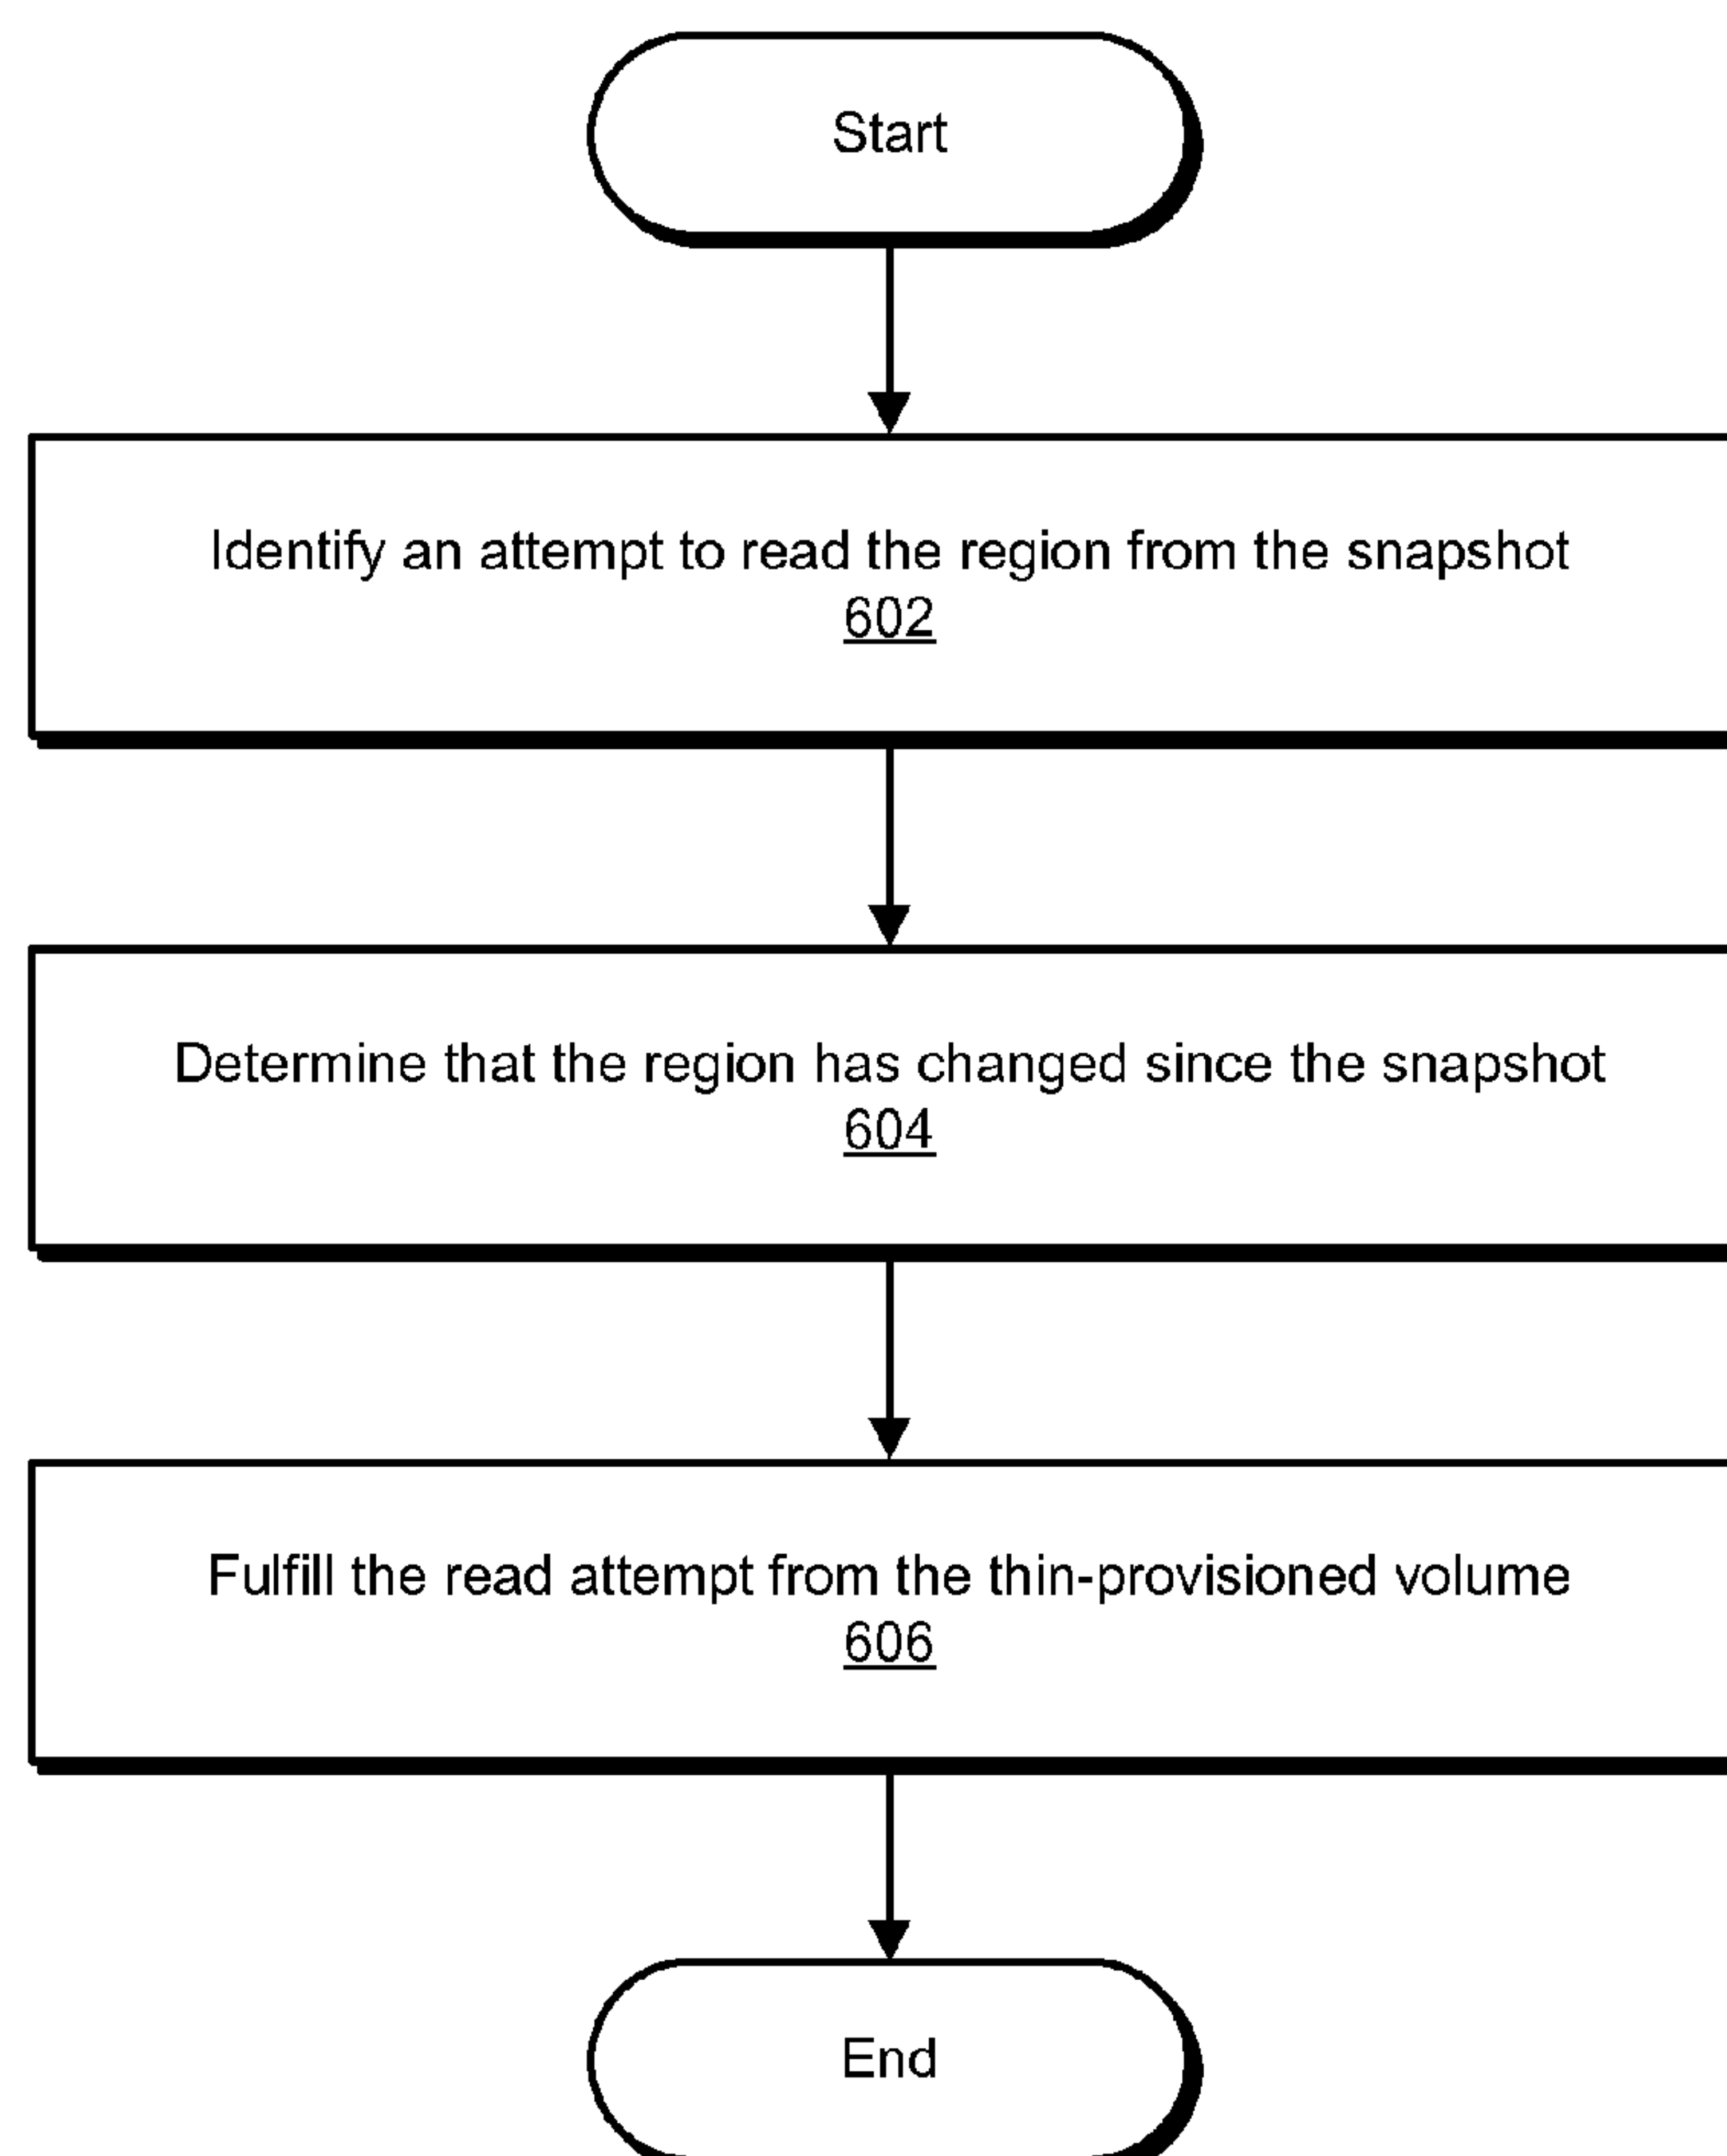 Start
Identify an attempt to read the region from the snapshot
602
Determine that the region has changed since the snapshot
604
Fulfill the read attempt from the thin-provisioned volume
606
End